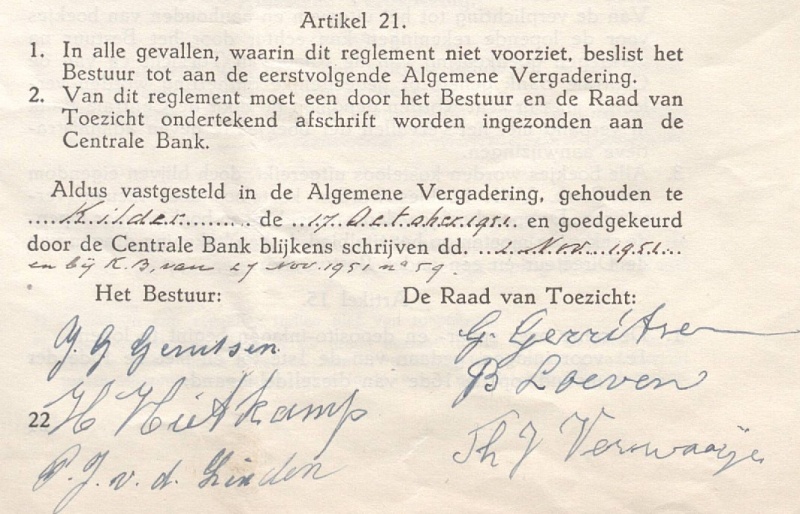 Artikel 21.
1. In alle gevallen, waarin dit reglement niet voorziet, beslist het
Bestuur tot aan de eerstvolgende Algemene Vergadering.
2. Van dit reglement moet een door het Bestuur en de Raad van
Toezicht ondertekend afschrift worden ingezonden aan de
Centrale Bank.
Aldus vastgesteld in de Algemene Vergadering, gehouden te
....Kilder........ de ...17 October 1951... en goedgekeurd
door de Centrale Bank blijkens schrijven dd. ...2 Nov. 1951...
en bij K.B. van 27 Nov. 1951 no 59.
Het Bestuur: De Raad van Toezicht:
G. Gerritsen
B Loeven
22 H Hietkamp
P. J. v. d. Linden
Th J Verwaaije